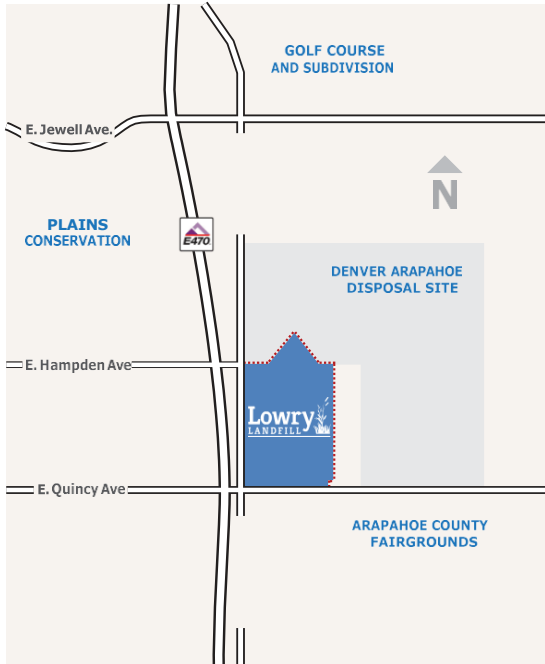 GOLF COURSE
AND SUBDIVISION
E. Jewell Ave.
N
PLAINS
CONSERVATION
E470
DENVER ARAPAHOE
DISPOSAL SITE
E. Hampden Ave
Lowry
LANDFILL
E. Quincy Ave
ARAPAHOE COUNTY
FAIRGROUNDS